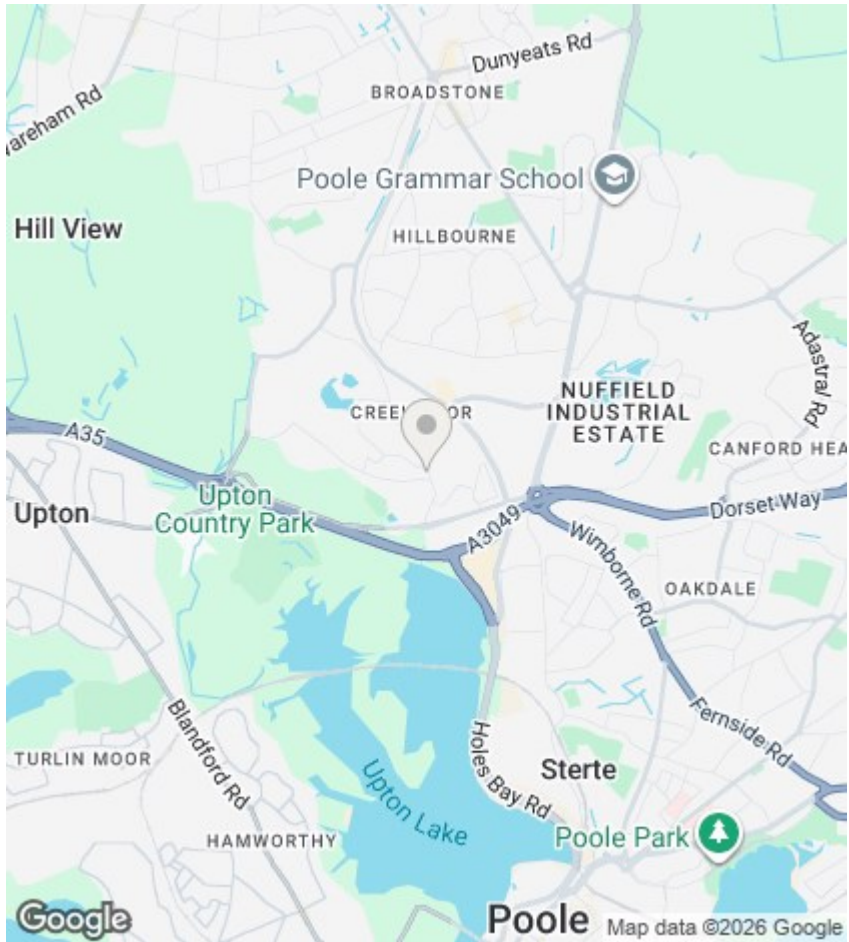 Dunyeats Rd
BROADSTONE
Wareham Rd
Poole Grammar School
Hill View
HILLBOURNE
Adastral Rd
NUFFIELD
INDUSTRIAL
ESTATE
A35
CANFORD HEA
Upton
Upton
Country Park
Dorset Way
A3049
Wimborne Rd
OAKDALE
Blandford Rd
Fernside Rd
Holes Bay Rd
TURLIN MOOR
Sterte
Upton Lake
HAMWORTHY
Poole Park
Google
Poole
Map data ©2026 Google